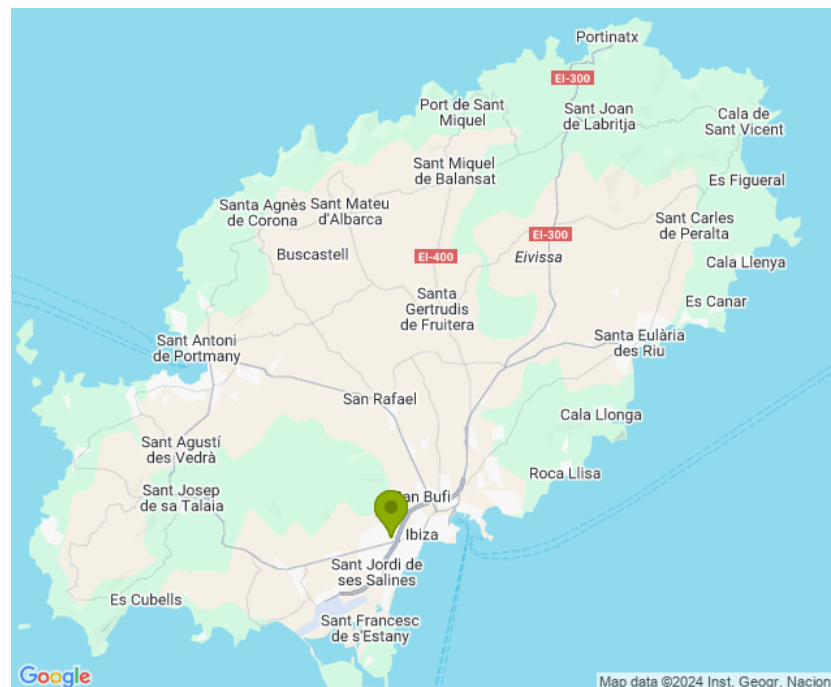 Portinatx
EI-300
Port de Sant
Miquel
Sant Joan
de Labritja
Cala de
Sant Vicent
Sant Miquel
de Balansat
Es Figueral
Santa Agnès
de Corona
Sant Mateu
d'Albarca
Sant Carles
de Peralta
EI-300
Buscastell
EI-400
Eivissa
Cala Llenya
Santa
Gertrudis
de Fruitera
Es Canar
Sant Antoni
de Portmany
Santa Eulària
des Riu
San Rafael
Cala Llonga
Sant Agustí
des Vedrà
Roca Llisa
Sant Josep
de sa Talaia
an Bufi
Ibiza
Sant Jordi de
ses Salines
Es Cubells
Sant Francesc
de s'Estany
Google
Map data ©2024 Inst. Geogr. Nacion